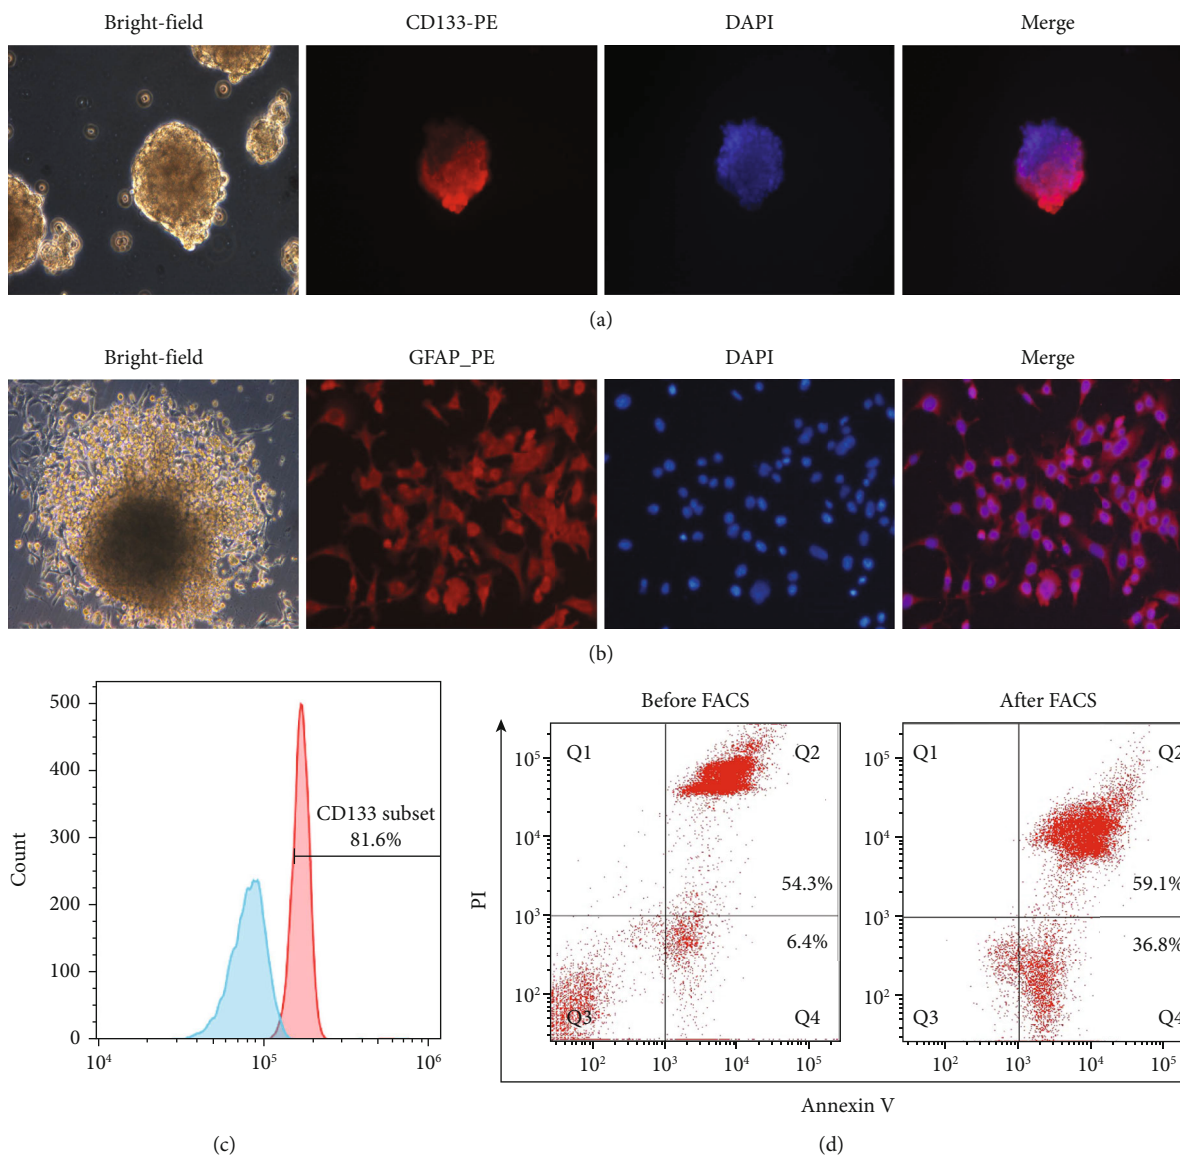 Bright-field CD133-PE DAPI Merge
(a)
Bright-field GFAP_PE DAPI Merge
(b)
Count
500
400
300
200
100
0
CD133 subset
81.6%
10⁴ 10⁵ 10⁶
(c)
Before FACS After FACS
PI
Q1 Q2
10⁵
10⁴
54.3%
10³
6.4%
10²
Q3 Q4
10² 10³ 10⁴ 10⁵
Q1 Q2
10⁵
10⁴
59.1%
10³
36.8%
10²
Q3 Q4
10² 10³ 10⁴ 10⁵
Annexin V
(d)